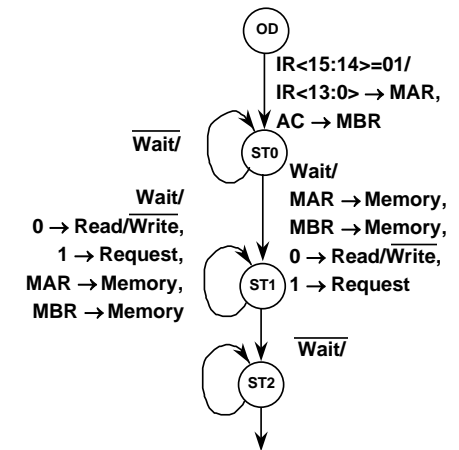 OD
IR<15:14>=01/
IR<13:0> → MAR,
AC → MBR
Wait/
ST0
Wait/
MAR → Memory,
MBR → Memory,
0 → Read/Write,
1 → Request
Wait/
0 → Read/Write,
1 → Request,
MAR → Memory,
MBR → Memory
ST1
Wait/
ST2